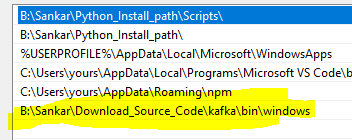 B:\Sankar\Python_Install_path\Scripts\
B:\Sankar\Python_Install_path\
%USERPROFILE%\AppData\Local\Microsoft\WindowsApps
C:\Users\yours\AppData\Local\Programs\Microsoft VS Code\b
C:\Users\yours\AppData\Roaming\npm
B:\Sankar\Download_Source_Code\kafka\bin\windows